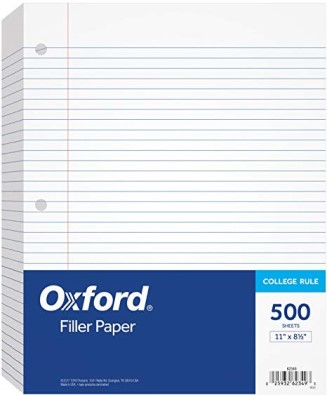 Oxford®
Filler Paper
COLLEGE RULE
500
SHEETS
11" x 8½"